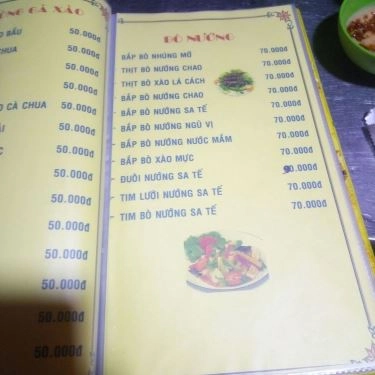 GÀ XÀO
BẦU 50.000đ
CHUA 50.000đ
50.000đ
50.000đ
CÀ CHUA 50.000đ
50.000đ
50.000đ
50.000đ
50.000đ
50.000đ
50.000đ
50.000đ
50.000đ
BÒ NƯỚNG
BẮP BÒ NHÚNG MỠ 70.000đ
THỊT BÒ NƯỚNG CHAO 70.000đ
THỊT BÒ XÀO LÁ CÁCH 70.000đ
BẮP BÒ NƯỚNG CHAO 70.000đ
BẮP BÒ NƯỚNG SA TẾ 70.000đ
BẮP BÒ NƯỚNG NGŨ VỊ 70.000đ
BẮP BÒ NƯỚNG NƯỚC MẮM 70.000đ
BẮP BÒ XÀO MỰC 70.000đ
ĐUÔI NƯỚNG SA TẾ 0.000đ
TIM LƯỠI NƯỚNG SA TẾ 70.000đ
TIM BÒ NƯỚNG SA TẾ 70.000đ